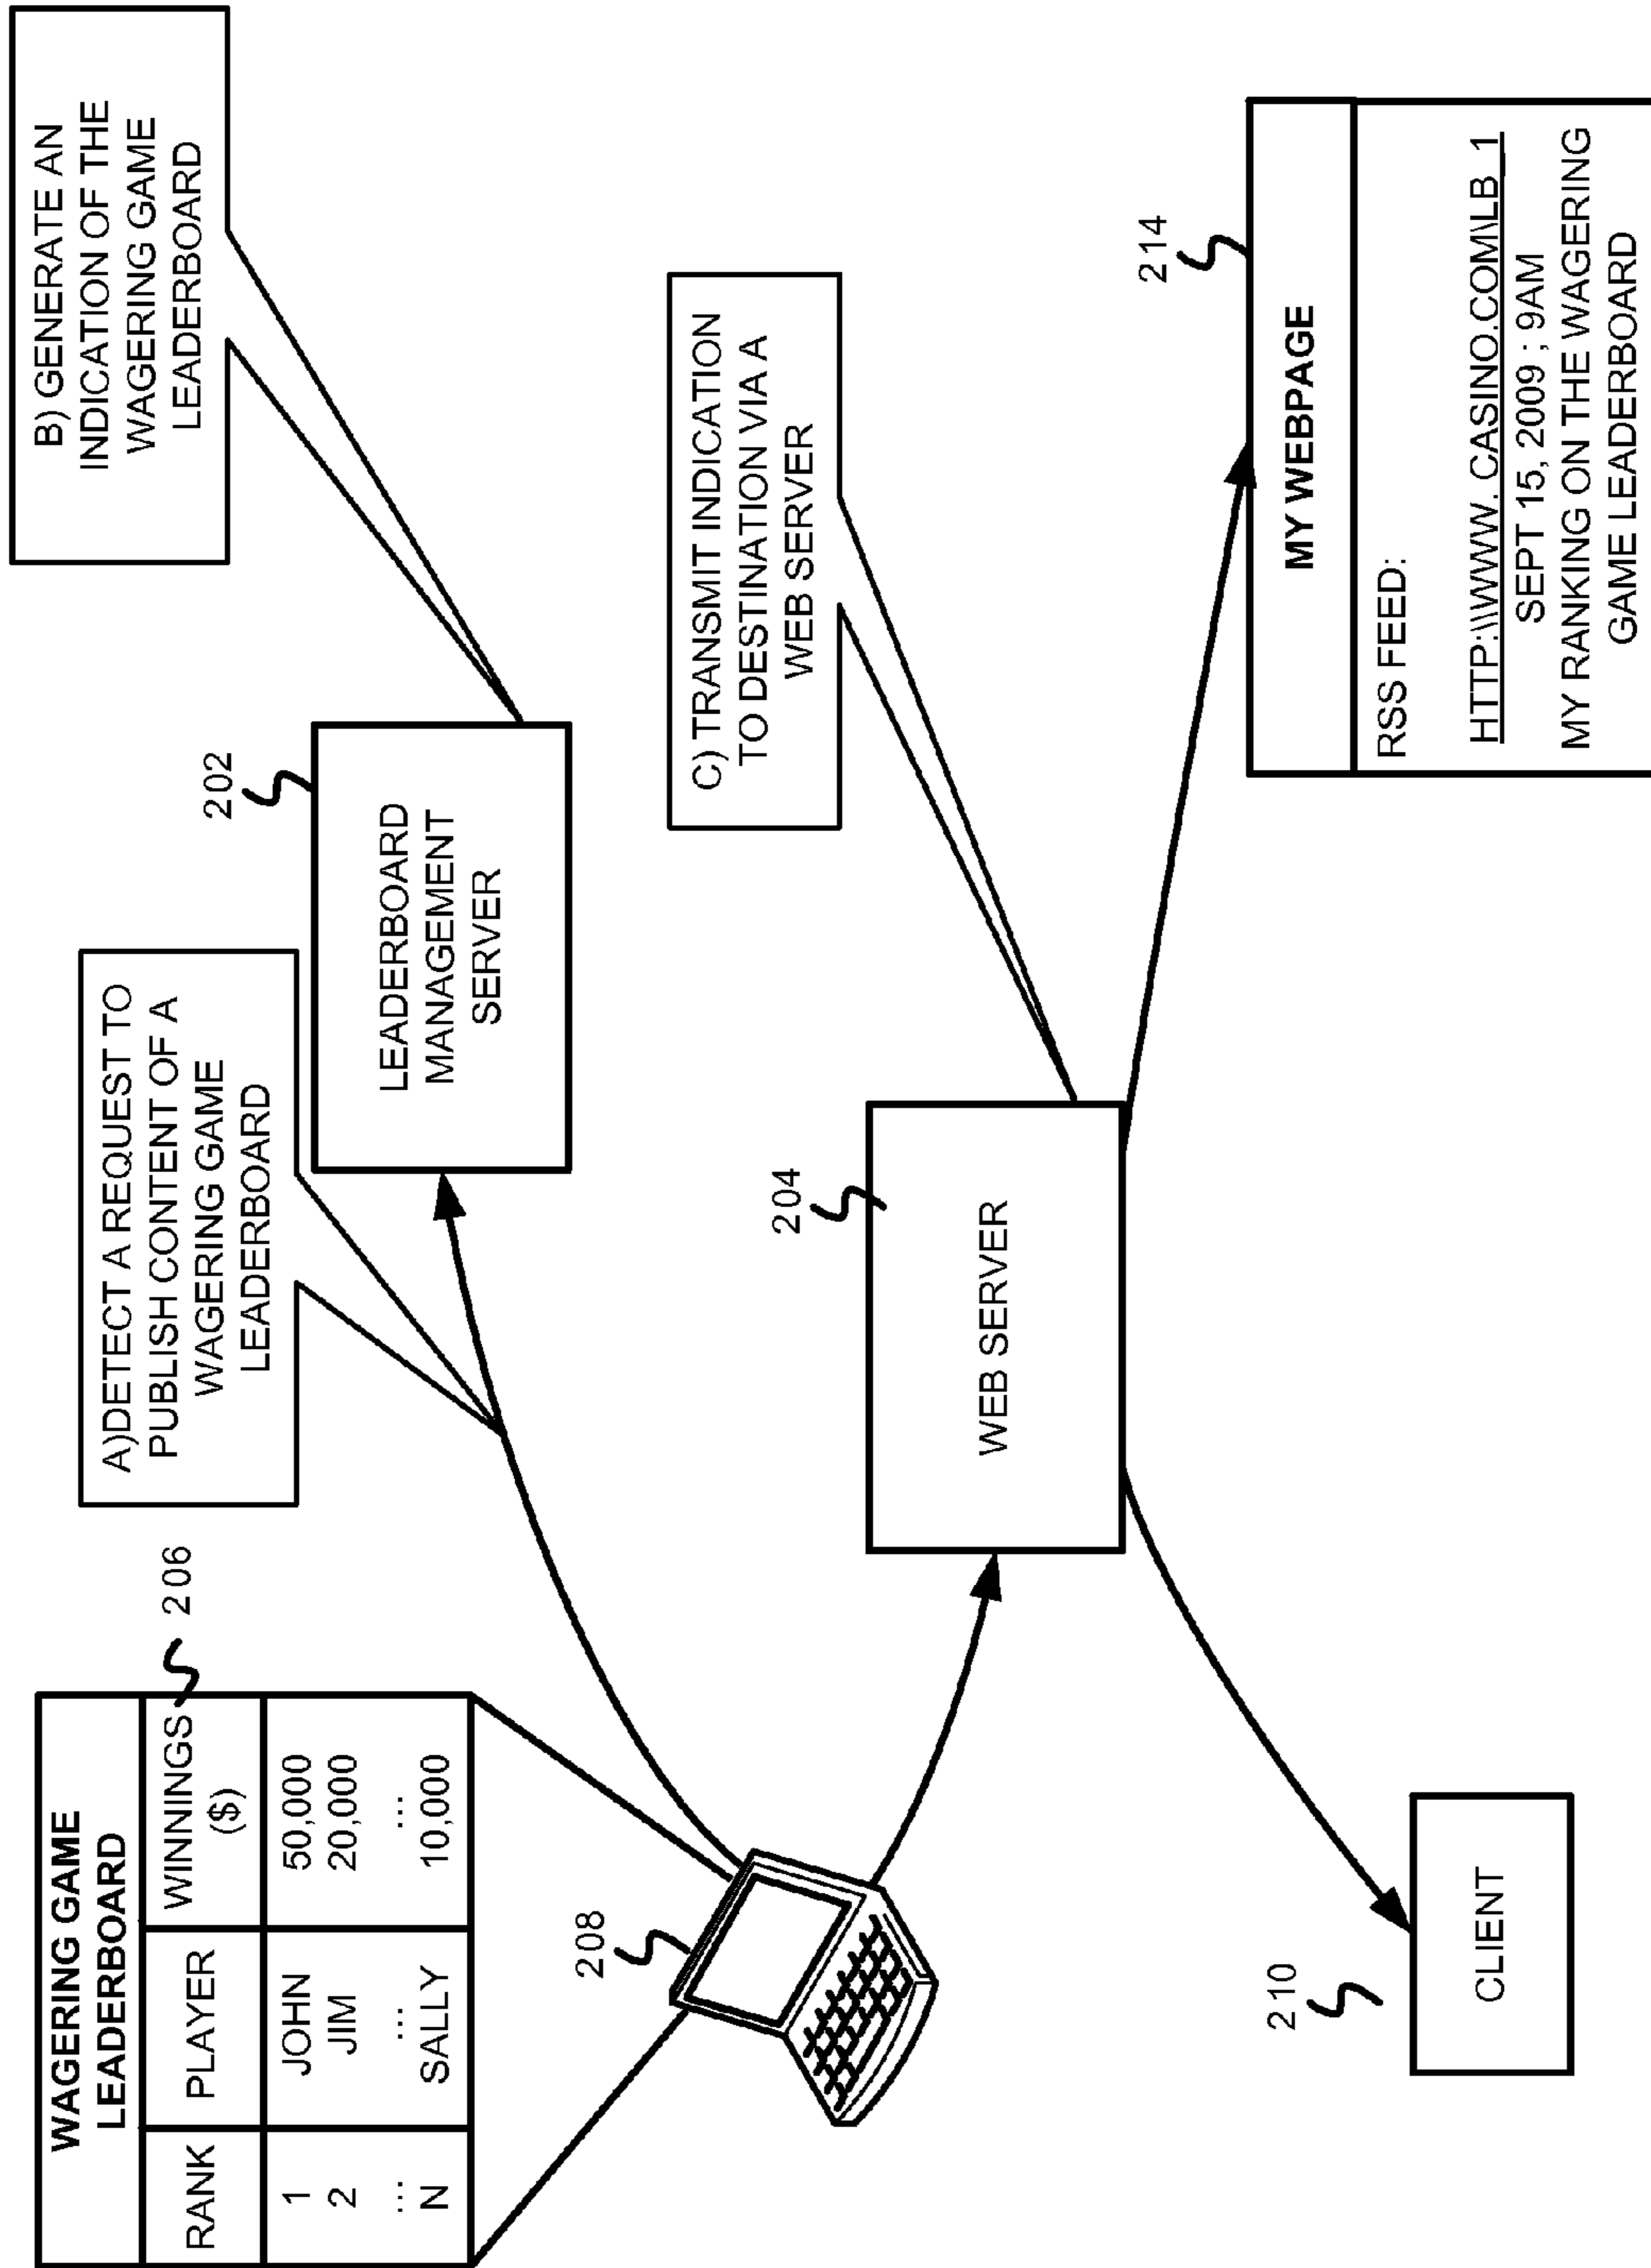 WAGERING GAME
LEADERBOARD
RANK PLAYER WINNINGS
($)
1 JOHN 50,000
2 JIM 20,000
... ... ...
N SALLY 10,000
206
208
A)DETECT A REQUEST TO
PUBLISH CONTENT OF A
WAGERING GAME
LEADERBOARD
202
LEADERBOARD
MANAGEMENT
SERVER
B) GENERATE AN
INDICATION OF THE
WAGERING GAME
LEADERBOARD
204
WEB SERVER
C) TRANSMIT INDICATION
TO DESTINATION VIA A
WEB SERVER
210
CLIENT
214
MY WEBPAGE
RSS FEED:
HTTP:\\WWW. CASINO.COM\LB_1
SEPT 15, 2009 ; 9AM
MY RANKING ON THE WAGERING
GAME LEADERBOARD